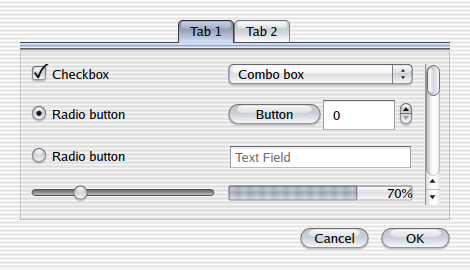 Tab 1 Tab 2
Checkbox Combo box
Radio button Button 0
Radio button Text Field
70%
Cancel OK